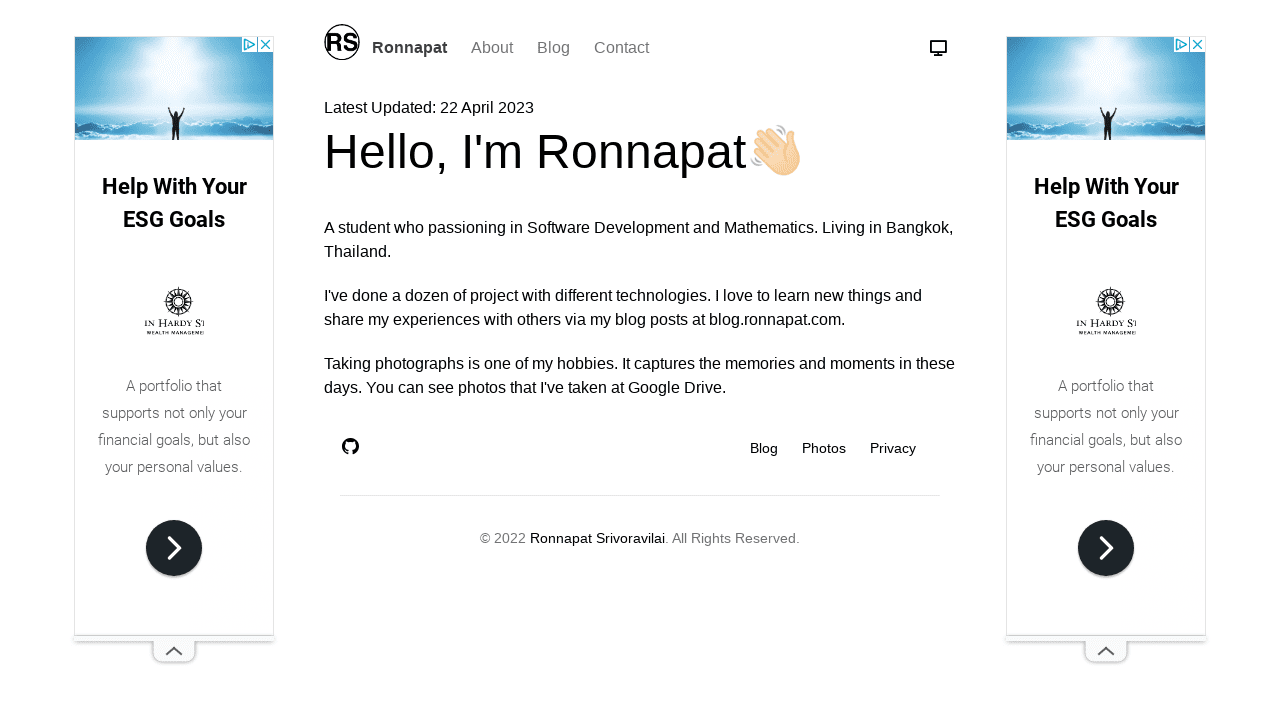 RS
Ronnapat About Blog Contact
Latest Updated: 22 April 2023
Hello, I'm Ronnapat
A student who passioning in Software Development and Mathematics. Living in Bangkok,
Thailand.
I've done a dozen of project with different technologies. I love to learn new things and
share my experiences with others via my blog posts at blog.ronnapat.com.
Taking photographs is one of my hobbies. It captures the memories and moments in these
days. You can see photos that I've taken at Google Drive.
Blog Photos Privacy
© 2022 Ronnapat Srivoravilai. All Rights Reserved.
Help With Your
ESG Goals
IN HARDY ST
WEALTH MANAGEMEN
A portfolio that
supports not only your
financial goals, but also
your personal values.
Help With Your
ESG Goals
IN HARDY ST
WEALTH MANAGEMEN
A portfolio that
supports not only your
financial goals, but also
your personal values.